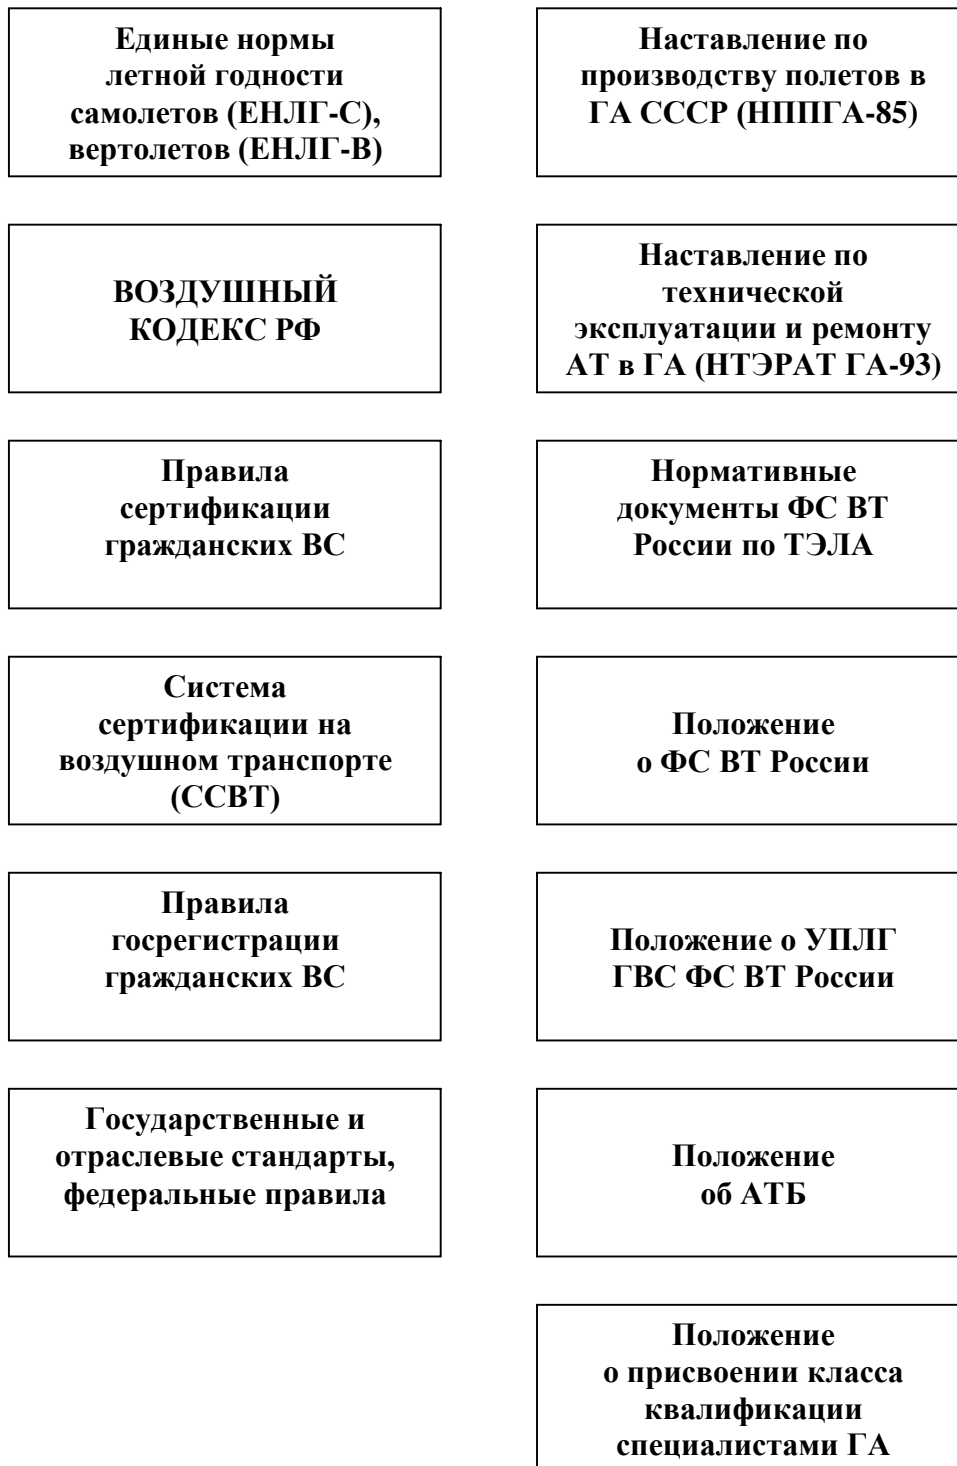 Единые нормы
летной годности
самолетов (ЕНЛГ-С),
вертолетов (ЕНЛГ-В)
Наставление по
производству полетов в
ГА СССР (НППГА-85)
ВОЗДУШНЫЙ
КОДЕКС РФ
Наставление по
технической
эксплуатации и ремонту
АТ в ГА (НТЭРАТ ГА-93)
Правила
сертификации
гражданских ВС
Нормативные
документы ФС ВТ
России по ТЭЛА
Система
сертификации на
воздушном транспорте
(ССВТ)
Положение
о ФС ВТ России
Правила
госрегистрации
гражданских ВС
Положение о УПЛГ
ГВС ФС ВТ России
Государственные и
отраслевые стандарты,
федеральные правила
Положение
об АТБ
Положение
о присвоении класса
квалификации
специалистами ГА